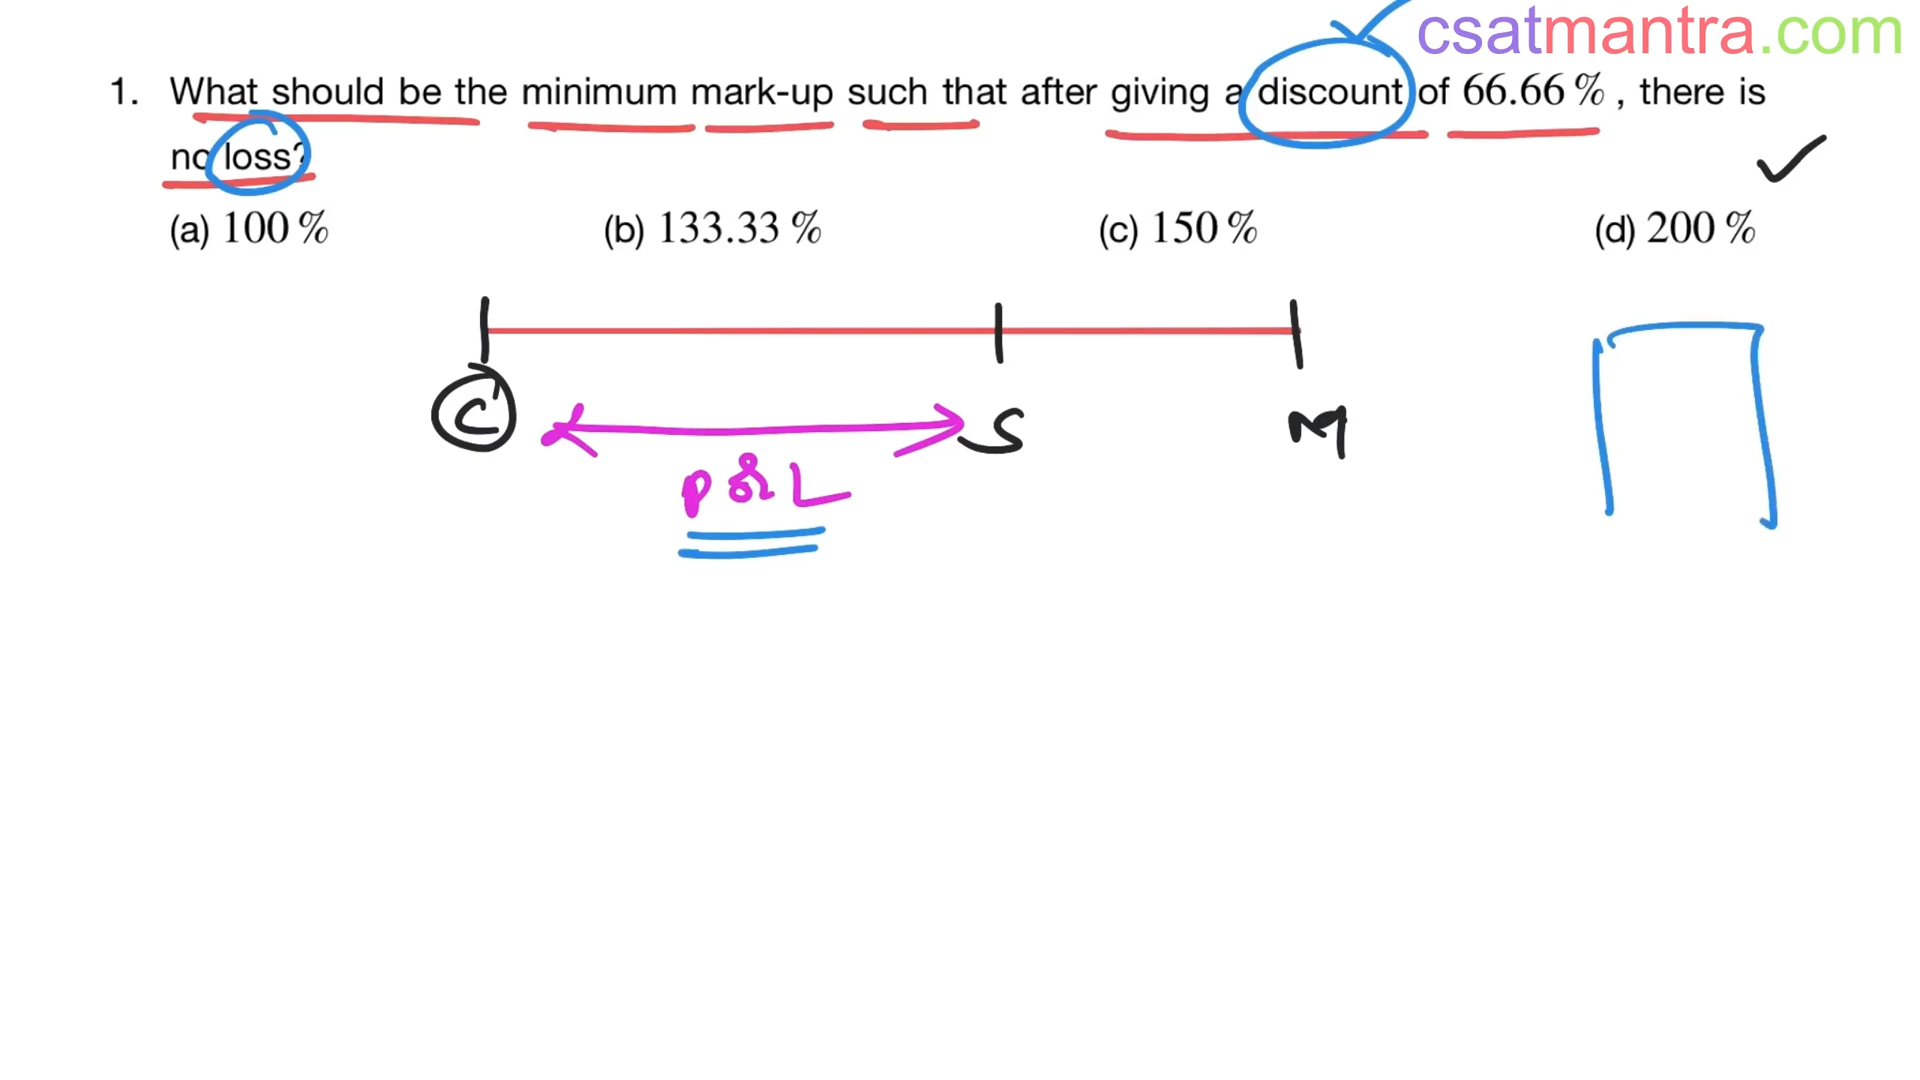 csatmantra.com
1. What should be the minimum mark-up such that after giving a discount of 66.66 % , there is
no loss?
(a) 100 % (b) 133.33 % (c) 150 % (d) 200 %
C S M
P & L